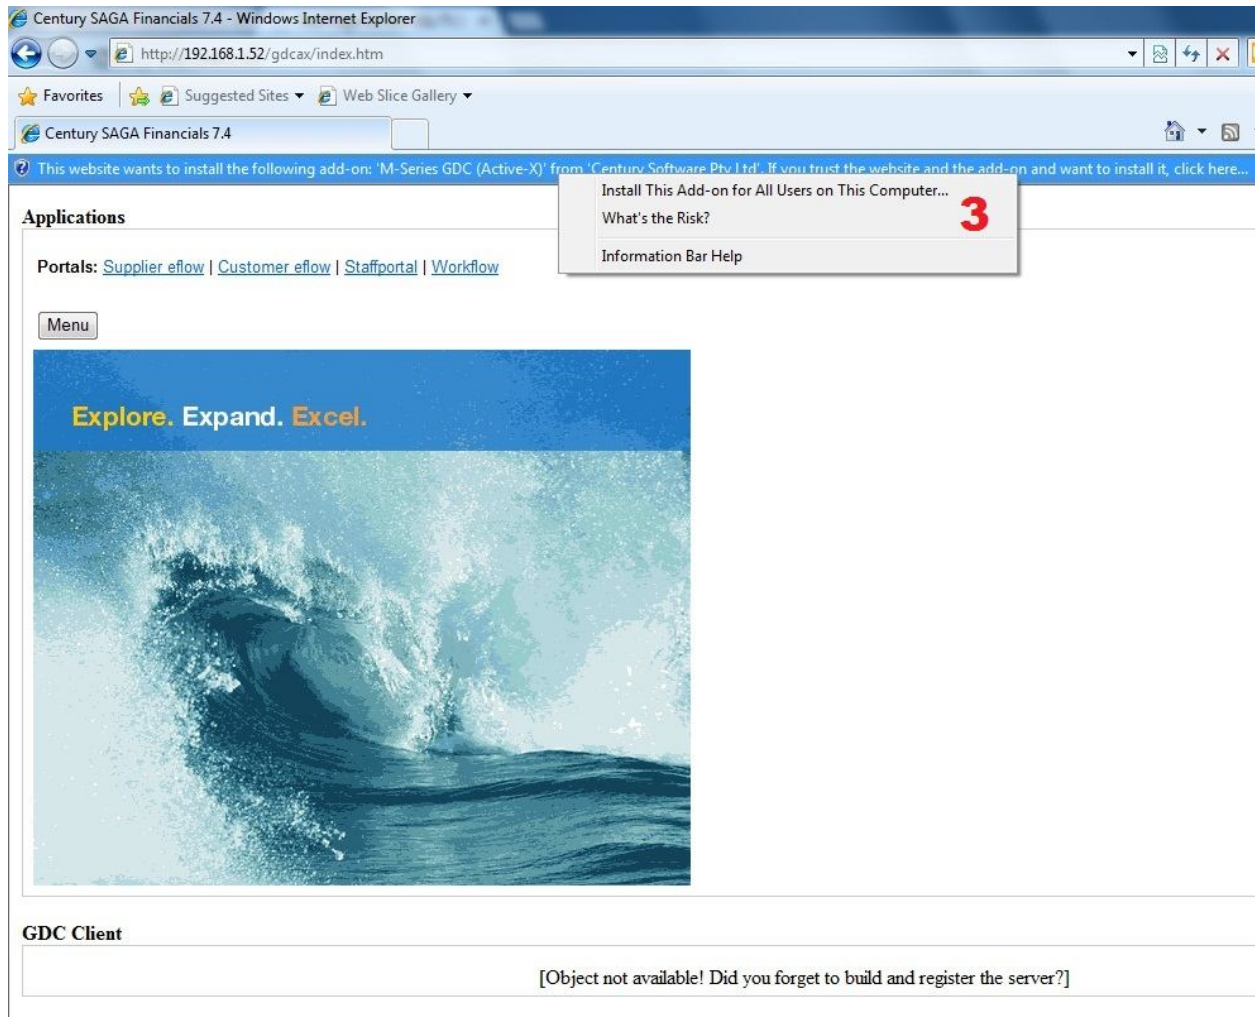 Century SAGA Financials 7.4 - Windows Internet Explorer
http://192.168.1.52/gdcax/index.htm
Favorites Suggested Sites Web Slice Gallery
Century SAGA Financials 7.4
This website wants to install the following add-on: 'M-Series GDC (Active-X)' from 'Century Software Pty Ltd'. If you trust the website and the add-on and want to install it, click here...
Install This Add-on for All Users on This Computer...
What's the Risk?
3
Information Bar Help
Applications
Portals: Supplier eflow | Customer eflow | Staffportal | Workflow
Menu
Explore. Expand. Excel.
GDC Client
[Object not available! Did you forget to build and register the server?]